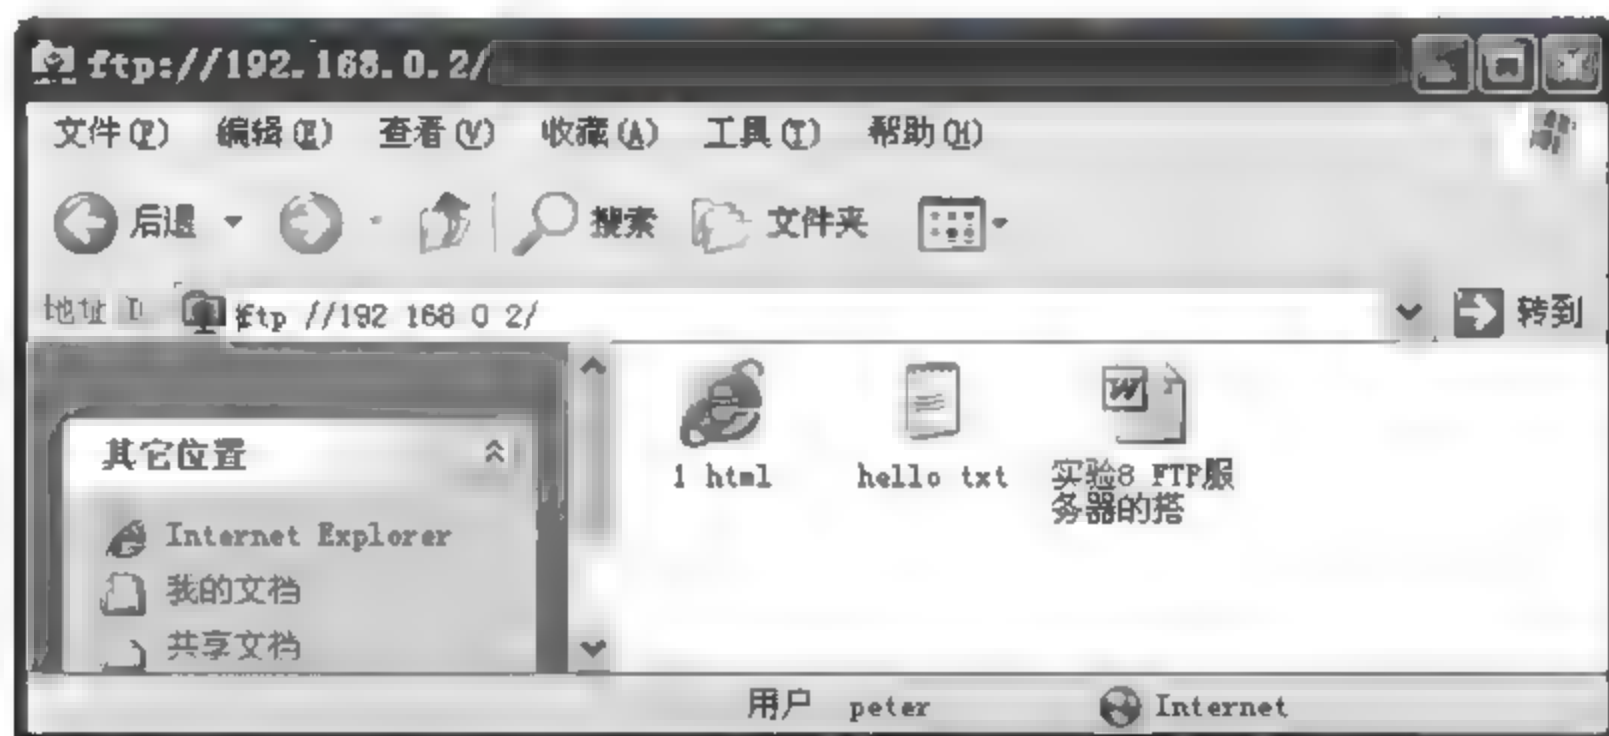 ftp://192.168.0.2/
文件(F) 编辑(E) 查看(V) 收藏(A) 工具(T) 帮助(H)
后退 搜索 文件夹
地址 ftp //192 168 0 2/ 转到
其它位置
Internet Explorer
我的文档
共享文档
1 html
hello txt
实验8 FTP服
务器的搭
用户 peter Internet